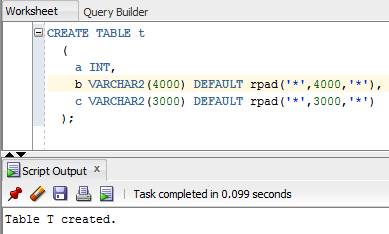 Worksheet Query Builder
CREATE TABLE t
(
a INT,
b VARCHAR2(4000) DEFAULT rpad('*',4000,'*'),
c VARCHAR2(3000) DEFAULT rpad('*',3000,'*')
);
Script Output x
Task completed in 0.099 seconds
Table T created.